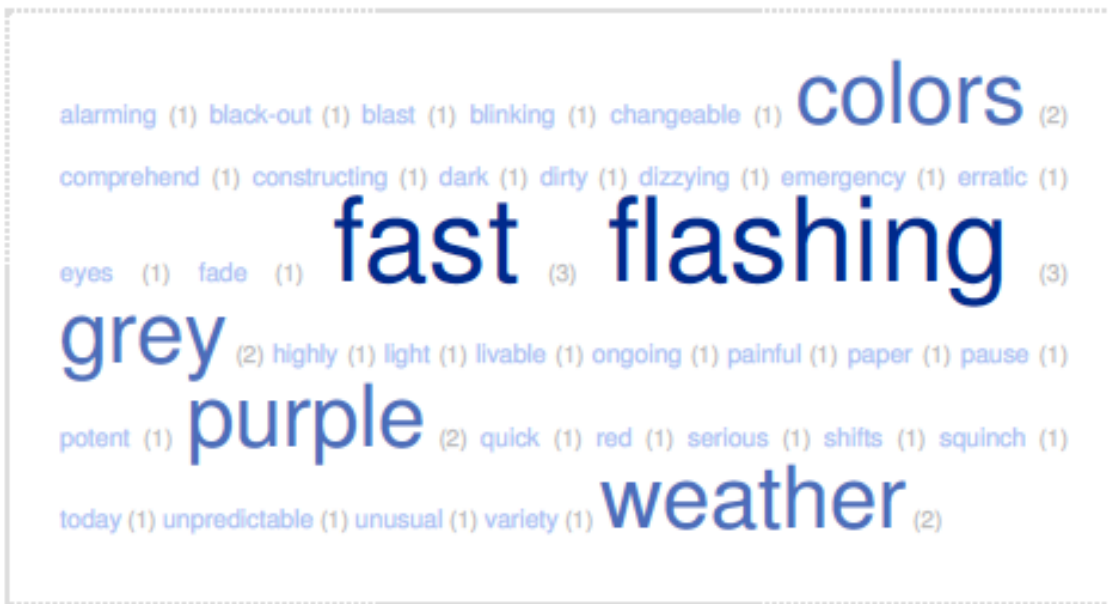 alarming (1) black-out (1) blast (1) blinking (1) changeable (1) colors (2)
comprehend (1) constructing (1) dark (1) dirty (1) dizzying (1) emergency (1) erratic (1)
eyes (1) fade (1) fast (3) flashing (3)
grey (2) highly (1) light (1) livable (1) ongoing (1) painful (1) paper (1) pause (1)
potent (1) purple (2) quick (1) red (1) serious (1) shifts (1) squinch (1)
today (1) unpredictable (1) unusual (1) variety (1) weather (2)